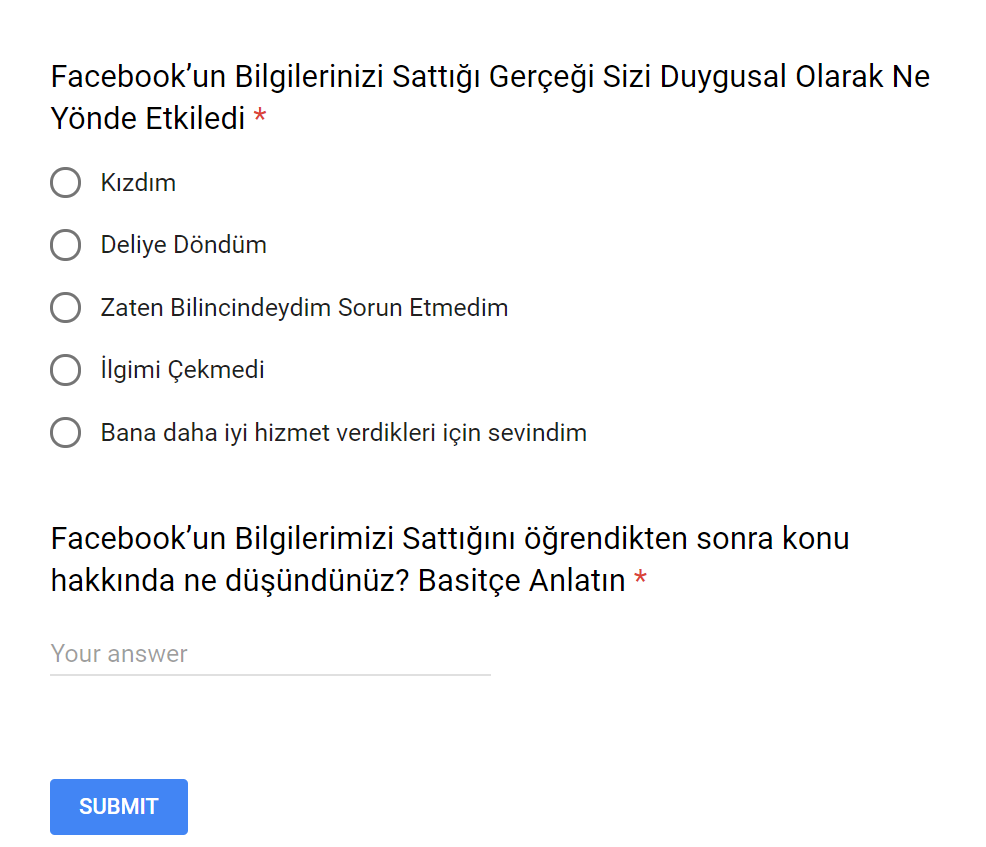 Facebook’un Bilgilerinizi Sattığı Gerçeği Sizi Duygusal Olarak Ne
Yönde Etkiledi *
Kızdım
Deliye Döndüm
Zaten Bilincindeydim Sorun Etmedim
İlgimi Çekmedi
Bana daha iyi hizmet verdikleri için sevindim
Facebook’un Bilgilerimizi Sattığını öğrendikten sonra konu
hakkında ne düşündünüz? Basitçe Anlatın *
Your answer
SUBMIT